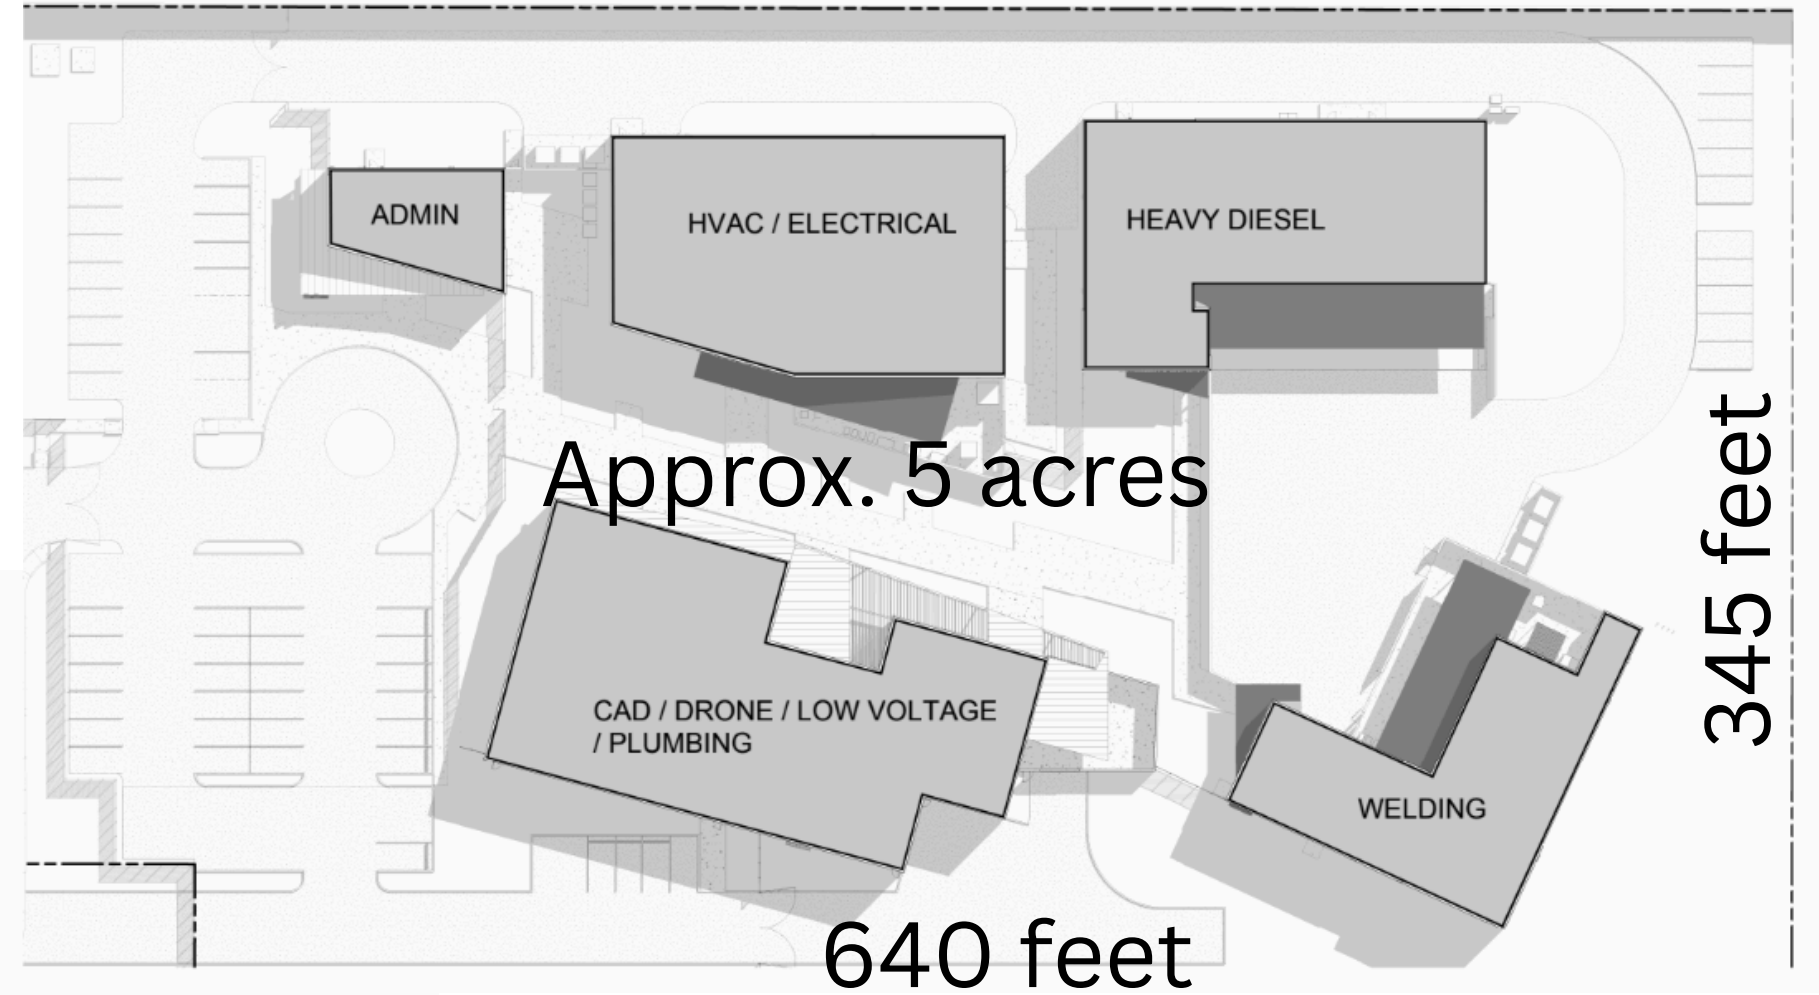 ADMIN
HVAC / ELECTRICAL
HEAVY DIESEL
Approx. 5 acres
345 feet
CAD / DRONE / LOW VOLTAGE
/ PLUMBING
WELDING
640 feet